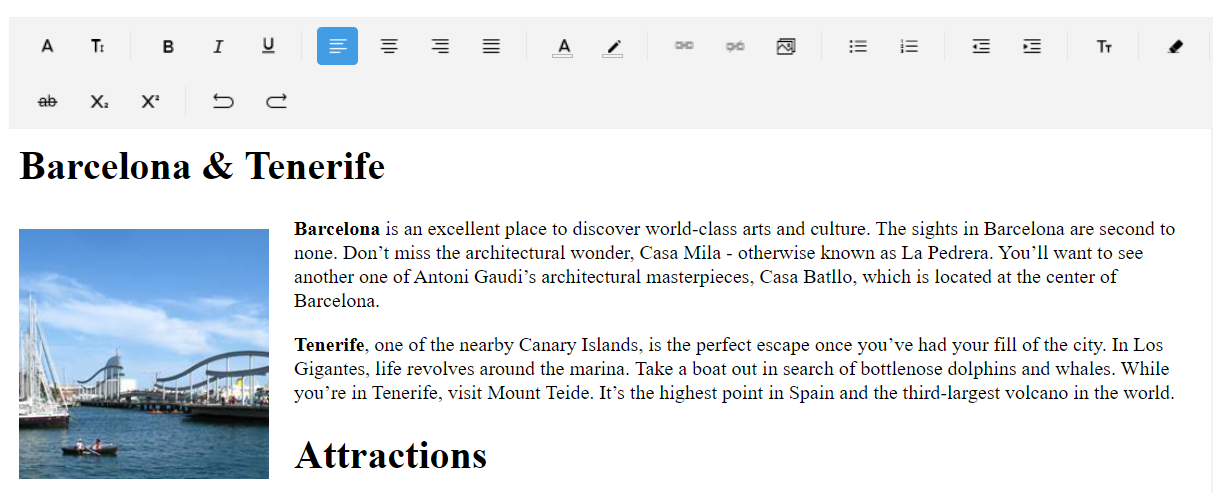 Barcelona & Tenerife
Barcelona is an excellent place to discover world-class arts and culture. The sights in Barcelona are second to
none. Don’t miss the architectural wonder, Casa Mila - otherwise known as La Pedrera. You’ll want to see
another one of Antoni Gaudi’s architectural masterpieces, Casa Batllo, which is located at the center of
Barcelona.
Tenerife, one of the nearby Canary Islands, is the perfect escape once you’ve had your fill of the city. In Los
Gigantes, life revolves around the marina. Take a boat out in search of bottlenose dolphins and whales. While
you’re in Tenerife, visit Mount Teide. It’s the highest point in Spain and the third-largest volcano in the world.
Attractions